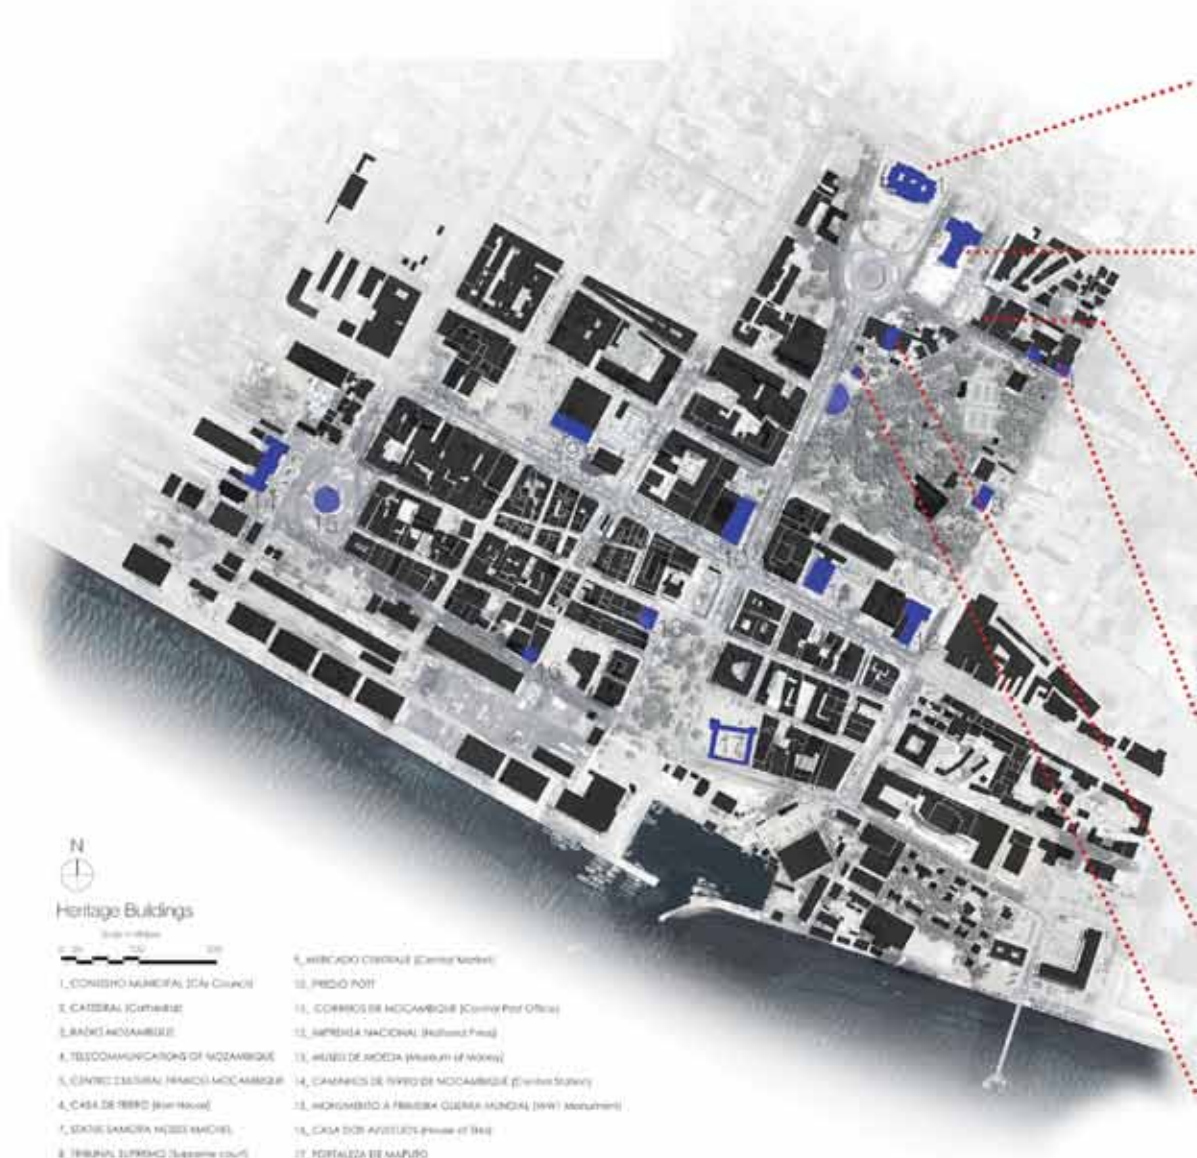 N
Heritage Buildings
1_CONSELHO MUNICIPAL (City Council)
2_CATEDRAL (Cathedral)
3_RADIO MOZAMBIQUE
4_TELECOMMUNICATIONS OF MOZAMBIQUE
5_CENTRO CULTURAL FRANCO MOCAMBIQUE
6_CASA DE FERRO (Iron House)
7_STATUE SAMORA MOISES MACHEL
8_TRIBUNAL SUPREMO (Supreme court)
9_MERCADO CENTRALE (Central Market)
10_PREDIO POTT
11_CORREIOS DE MOCAMBIQUE (Central Post Office)
12_IMPRENSA NACIONAL (National Press)
13_MUSEU DE MOEDA (Museum of Money)
14_CAMINHOS DE FERRO DE MOCAMBIQUE (Central Station)
15_MONUMENTO A PRIMEIRA GUERRA MUNDIAL (WW1 Monument)
16_CASA DOS AZULEJOS (House of Tiles)
17_FORTALEZA DE MAPUTO